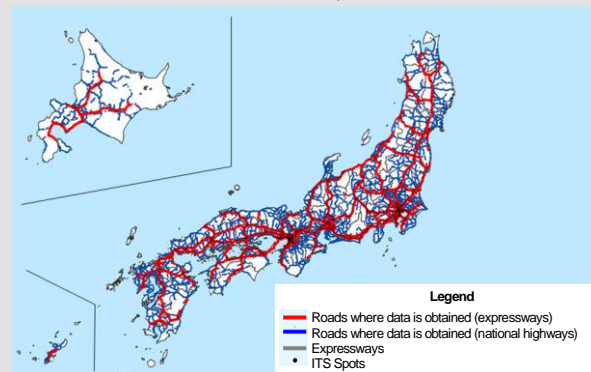 Legend
Roads where data is obtained (expressways)
Roads where data is obtained (national highways)
Expressways
ITS Spots